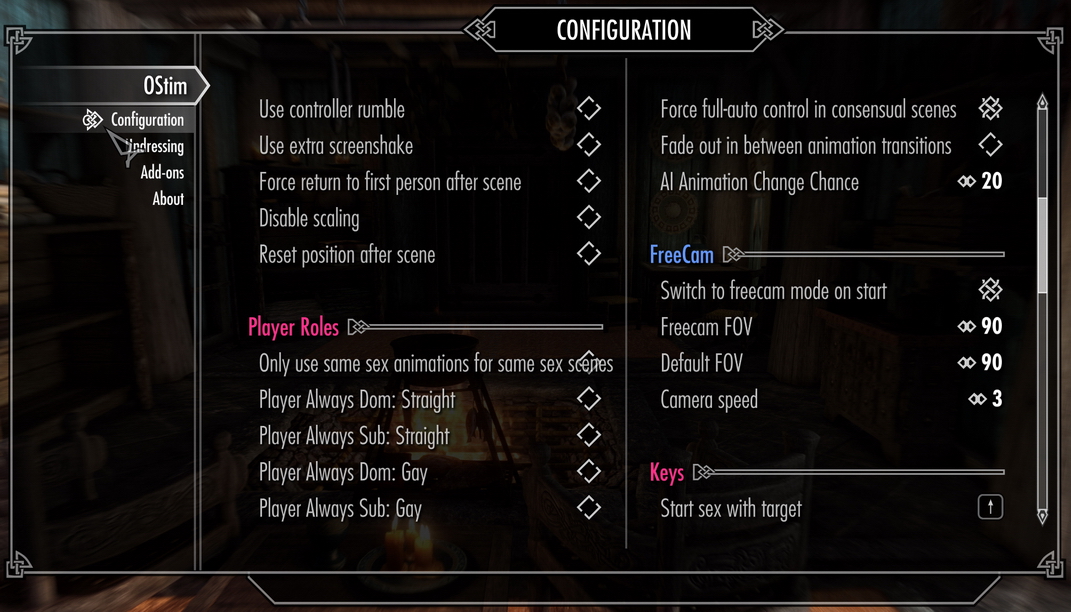 CONFIGURATION
OStim
Configuration
Undressing
Add-ons
About
Use controller rumble
Use extra screenshake
Force return to first person after scene
Disable scaling
Reset position after scene
Player Roles
Only use same sex animations for same sex scenes
Player Always Dom: Straight
Player Always Sub: Straight
Player Always Dom: Gay
Player Always Sub: Gay
Force full-auto control in consensual scenes
Fade out in between animation transitions
AI Animation Change Chance 20
FreeCam
Switch to freecam mode on start
Freecam FOV 90
Default FOV 90
Camera speed 3
Keys
Start sex with target ↑